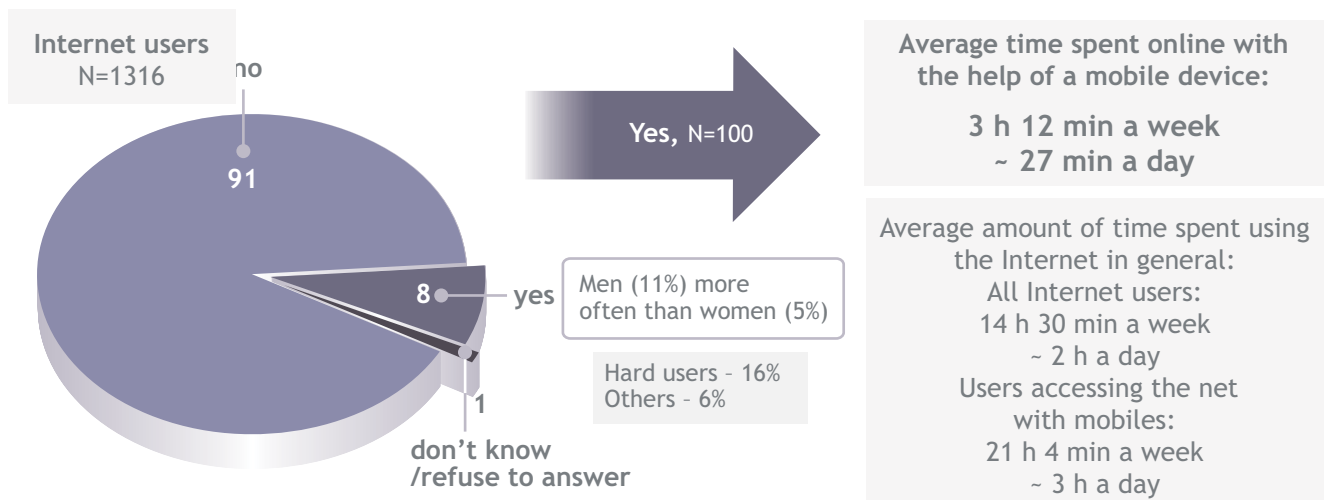 Internet users
N=1316
no
91
8
yes
1
don’t know
/refuse to answer
Yes, N=100
Men (11%) more
often than women (5%)
Hard users – 16%
Others – 6%
Average time spent online with
the help of a mobile device:
3 h 12 min a week
~ 27 min a day
Average amount of time spent using
the Internet in general:
All Internet users:
14 h 30 min a week
~ 2 h a day
Users accessing the net
with mobiles:
21 h 4 min a week
~ 3 h a day